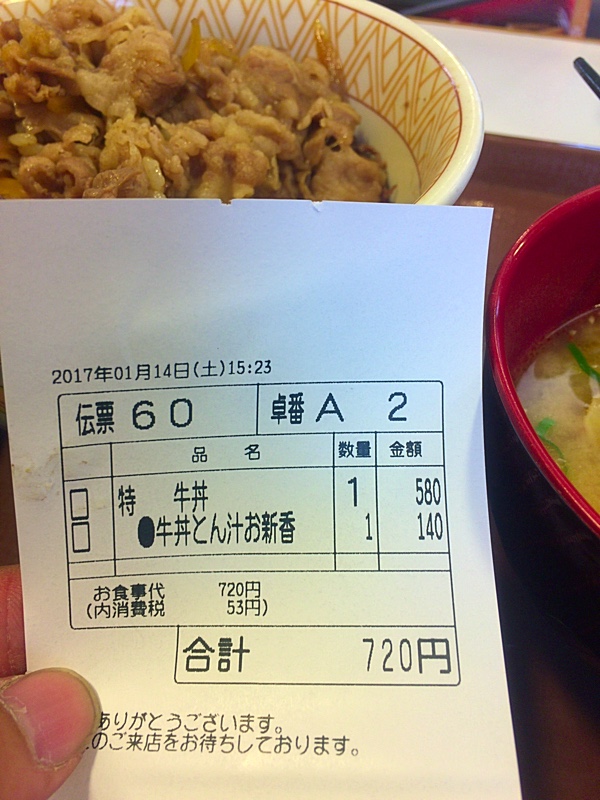 2017年01月14日(土)15:23
伝票 60 卓番 A 2
品 名 数量 金額
特 牛丼 1 580
●牛丼とん汁お新香 1 140
お食事代 720円
(内消費税 53円)
合計 720円
ありがとうございます。
のご来店をお待ちしております。